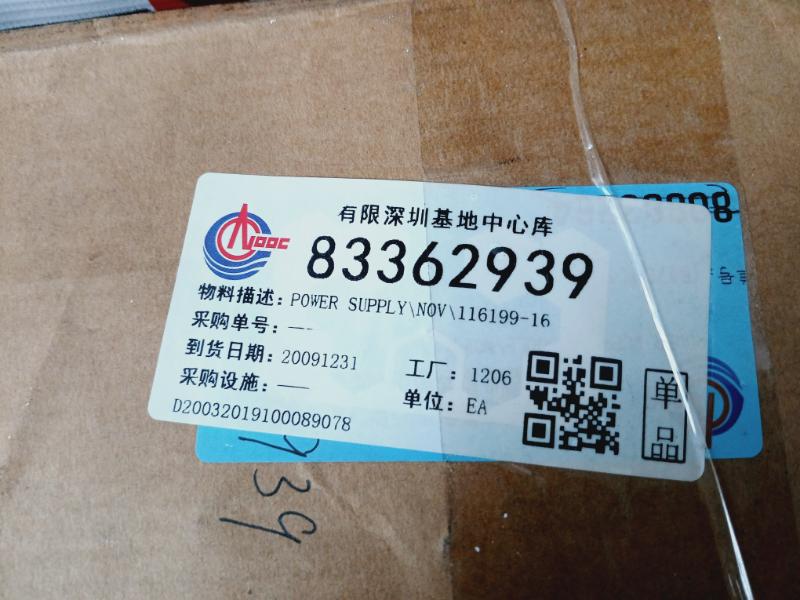 有限深圳基地中心库
CNOOC
83362939
物料描述: POWER SUPPLY\NOV\116199-16
采购单号: --
到货日期: 20091231
工厂: 1206
采购设施: --
单位: EA
D20032019100089078
单品
939